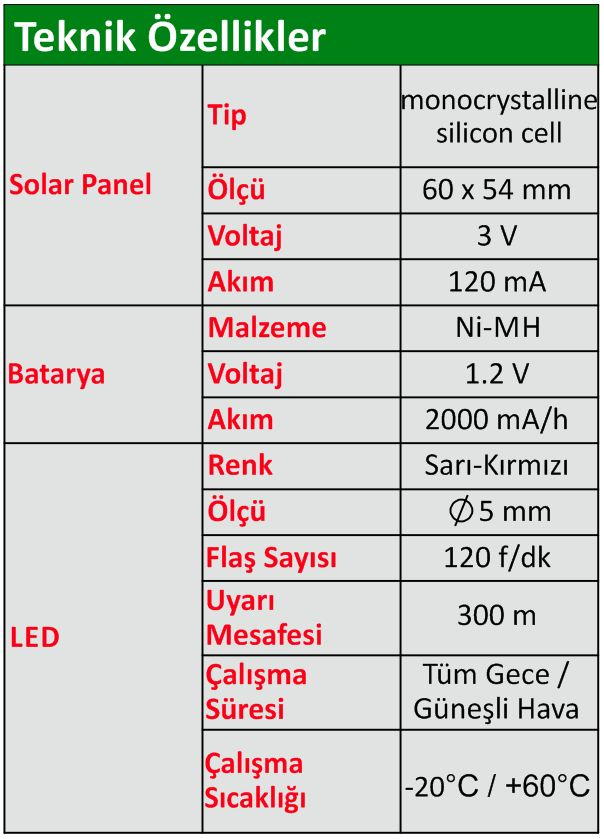 Teknik Özellikler
Solar Panel
Tip
monocrystalline
silicon cell
Ölçü
60 x 54 mm
Voltaj
3 V
Akım
120 mA
Batarya
Malzeme
Ni-MH
Voltaj
1.2 V
Akım
2000 mA/h
LED
Renk
Sarı-Kırmızı
Ölçü
∅ 5 mm
Flaş Sayısı
120 f/dk
Uyarı
Mesafesi
300 m
Çalışma
Süresi
Tüm Gece /
Güneşli Hava
Çalışma
Sıcaklığı
-20°C / +60°C